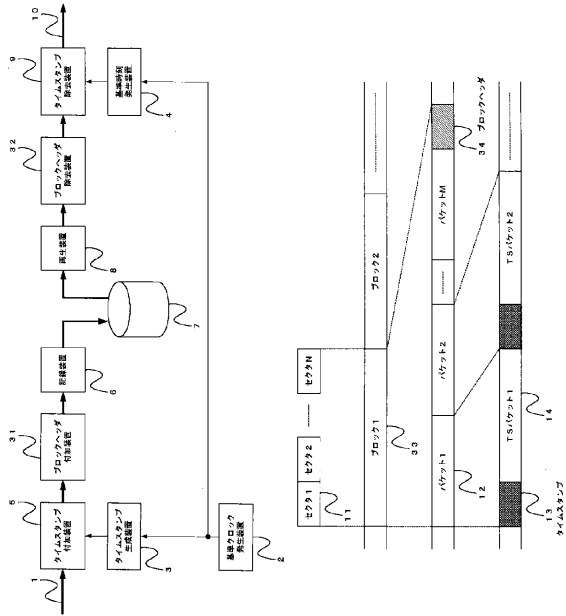 1
タイムスタンプ
付加装置
5
ブロックヘッダ
付加装置
31
記録装置
6
7
再生装置
8
ブロックヘッダ
除去装置
32
タイムスタンプ
除去装置
9
10
タイムスタンプ
生成装置
3
基準時刻
発生装置
4
基準クロック
発生装置
2
セクタ1
セクタ2
セクタN
11
ブロック1
ブロック2
33
パケット1
パケット2
パケットM
12
34
ブロックヘッダ
TSパケット1
TSパケット2
13
タイムスタンプ
14